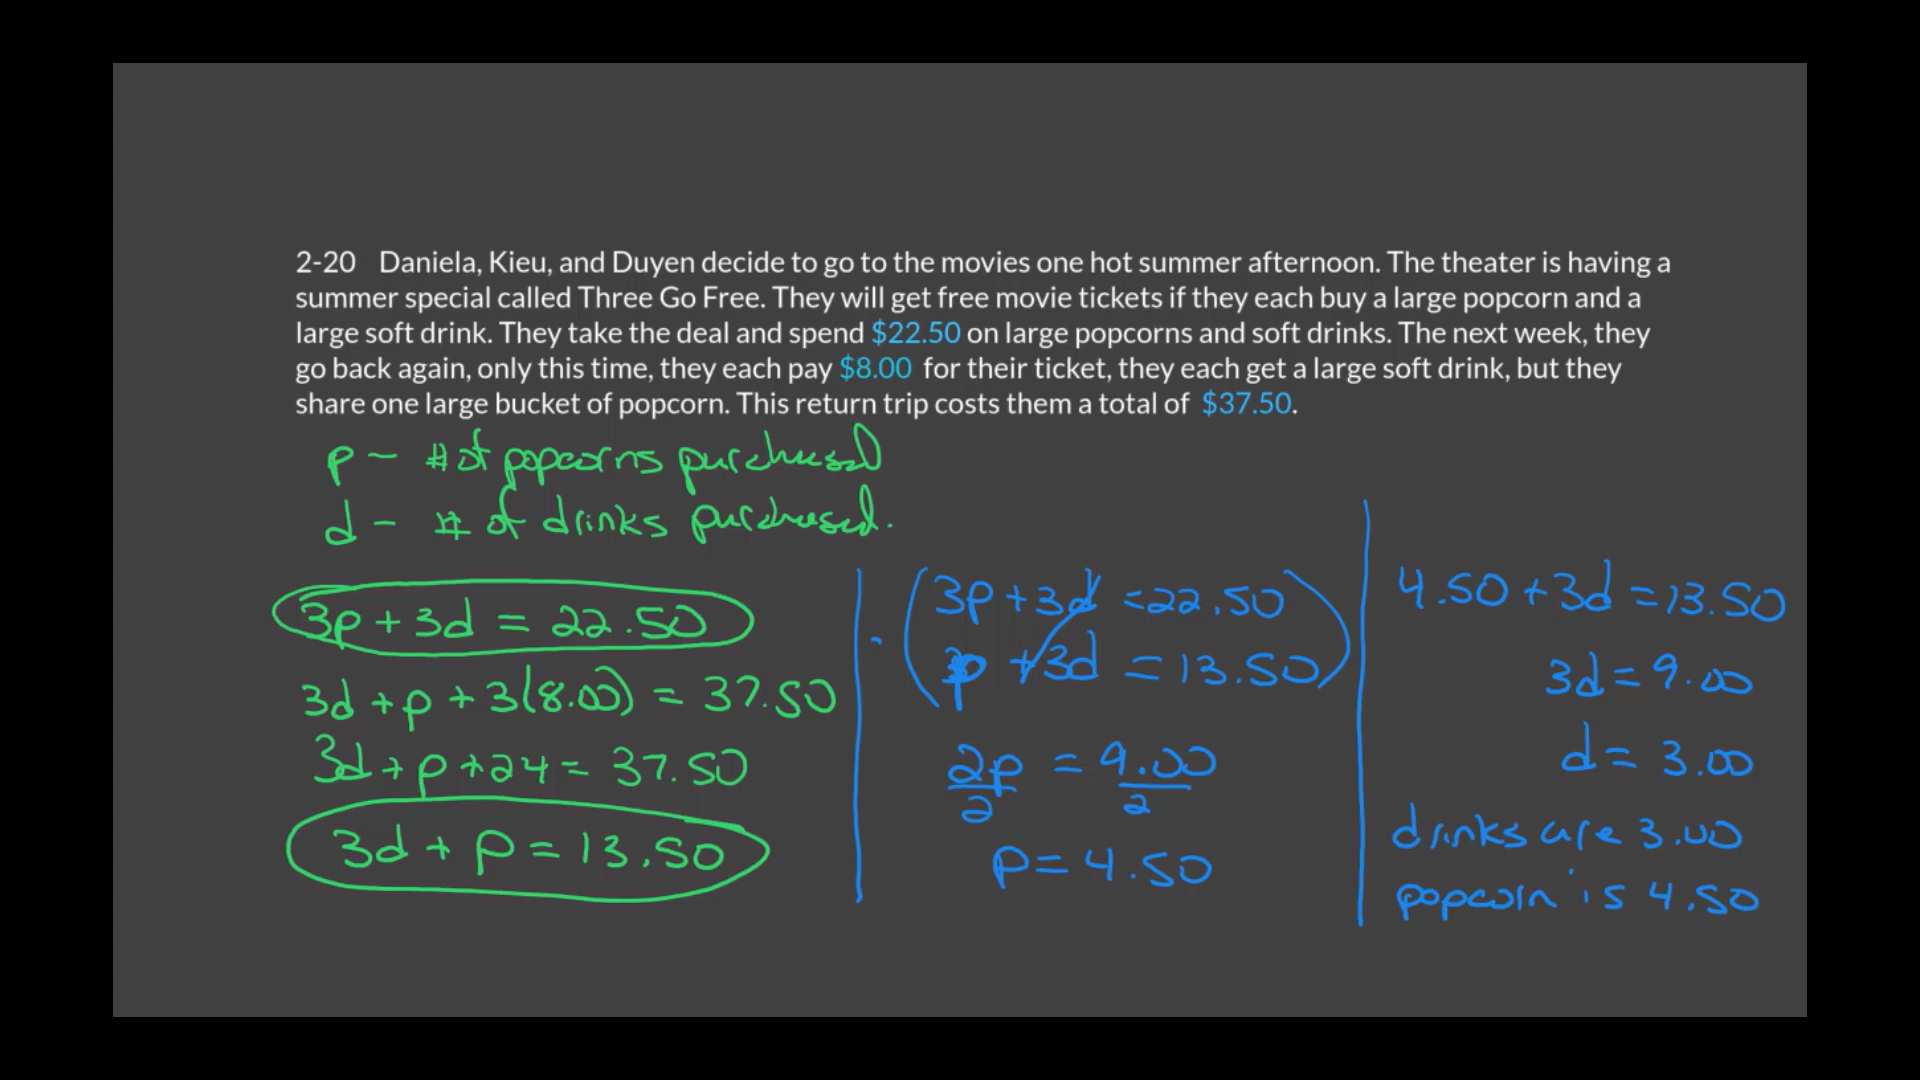 2-20 Daniela, Kieu, and Duyen decide to go to the movies one hot summer afternoon. The theater is having a
summer special called Three Go Free. They will get free movie tickets if they each buy a large popcorn and a
large soft drink. They take the deal and spend $22.50 on large popcorns and soft drinks. The next week, they
go back again, only this time, they each pay $8.00 for their ticket, they each get a large soft drink, but they
share one large bucket of popcorn. This return trip costs them a total of $37.50.
p - # of popcorns purchased
d - # of drinks purchased.
3p + 3d = 22.50
3d + p + 3(8.00) = 37.50
3d + p + 24 = 37.50
3d + p = 13.50
- (3p + 3d = 22.50
p + 3d = 13.50)
2p = 9.00
2 2
p = 4.50
4.50 + 3d = 13.50
3d = 9.00
d = 3.00
drinks are 3.00
popcorn is 4.50